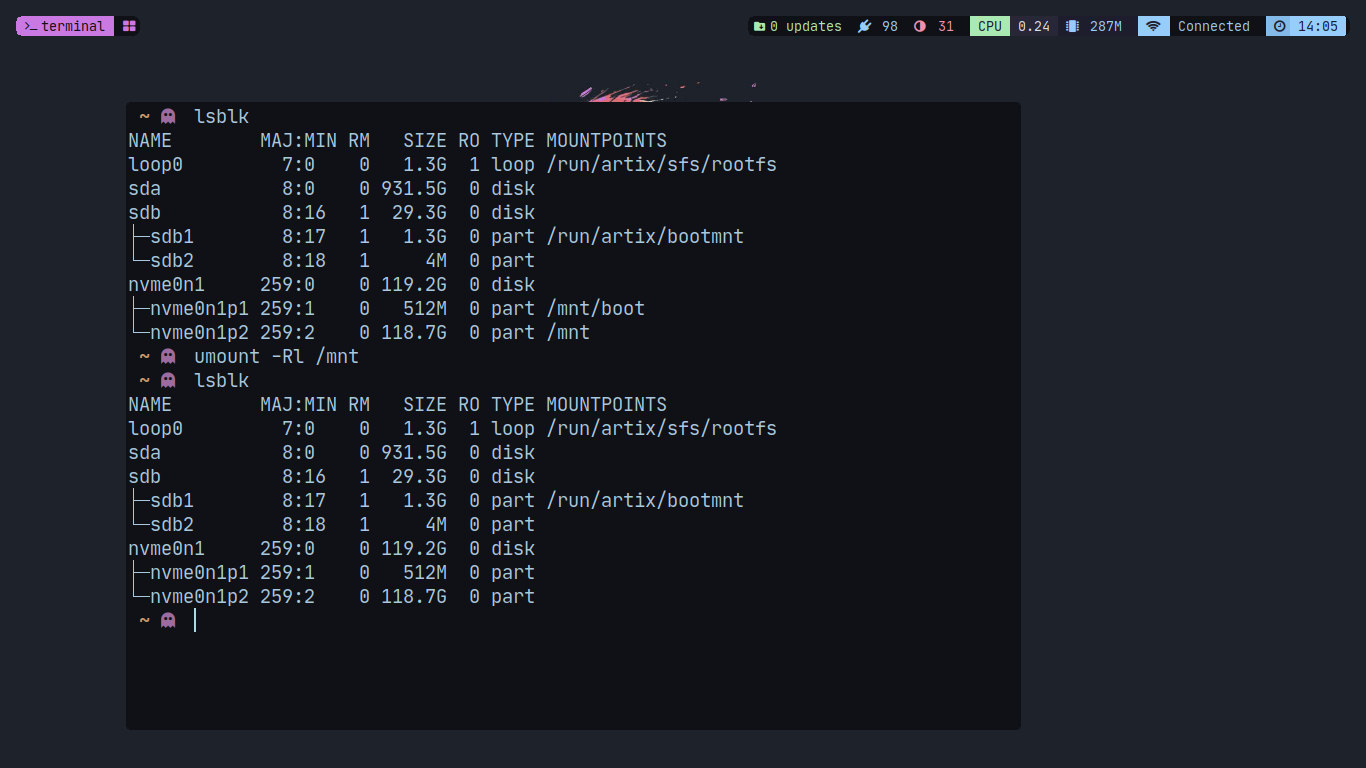 terminal 0 updates 98 31 CPU 0.24 287M Connected 14:05
~ lsblk
NAME        MAJ:MIN RM   SIZE RO TYPE MOUNTPOINTS
loop0         7:0    0   1.3G  1 loop /run/artix/sfs/rootfs
sda           8:0    0 931.5G  0 disk
sdb           8:16   1  29.3G  0 disk
├─sdb1        8:17   1   1.3G  0 part /run/artix/bootmnt
└─sdb2        8:18   1     4M  0 part
nvme0n1     259:0    0 119.2G  0 disk
├─nvme0n1p1 259:1    0   512M  0 part /mnt/boot
└─nvme0n1p2 259:2    0 118.7G  0 part /mnt
~ umount -Rl /mnt
~ lsblk
NAME        MAJ:MIN RM   SIZE RO TYPE MOUNTPOINTS
loop0         7:0    0   1.3G  1 loop /run/artix/sfs/rootfs
sda           8:0    0 931.5G  0 disk
sdb           8:16   1  29.3G  0 disk
├─sdb1        8:17   1   1.3G  0 part /run/artix/bootmnt
└─sdb2        8:18   1     4M  0 part
nvme0n1     259:0    0 119.2G  0 disk
├─nvme0n1p1 259:1    0   512M  0 part
└─nvme0n1p2 259:2    0 118.7G  0 part
~